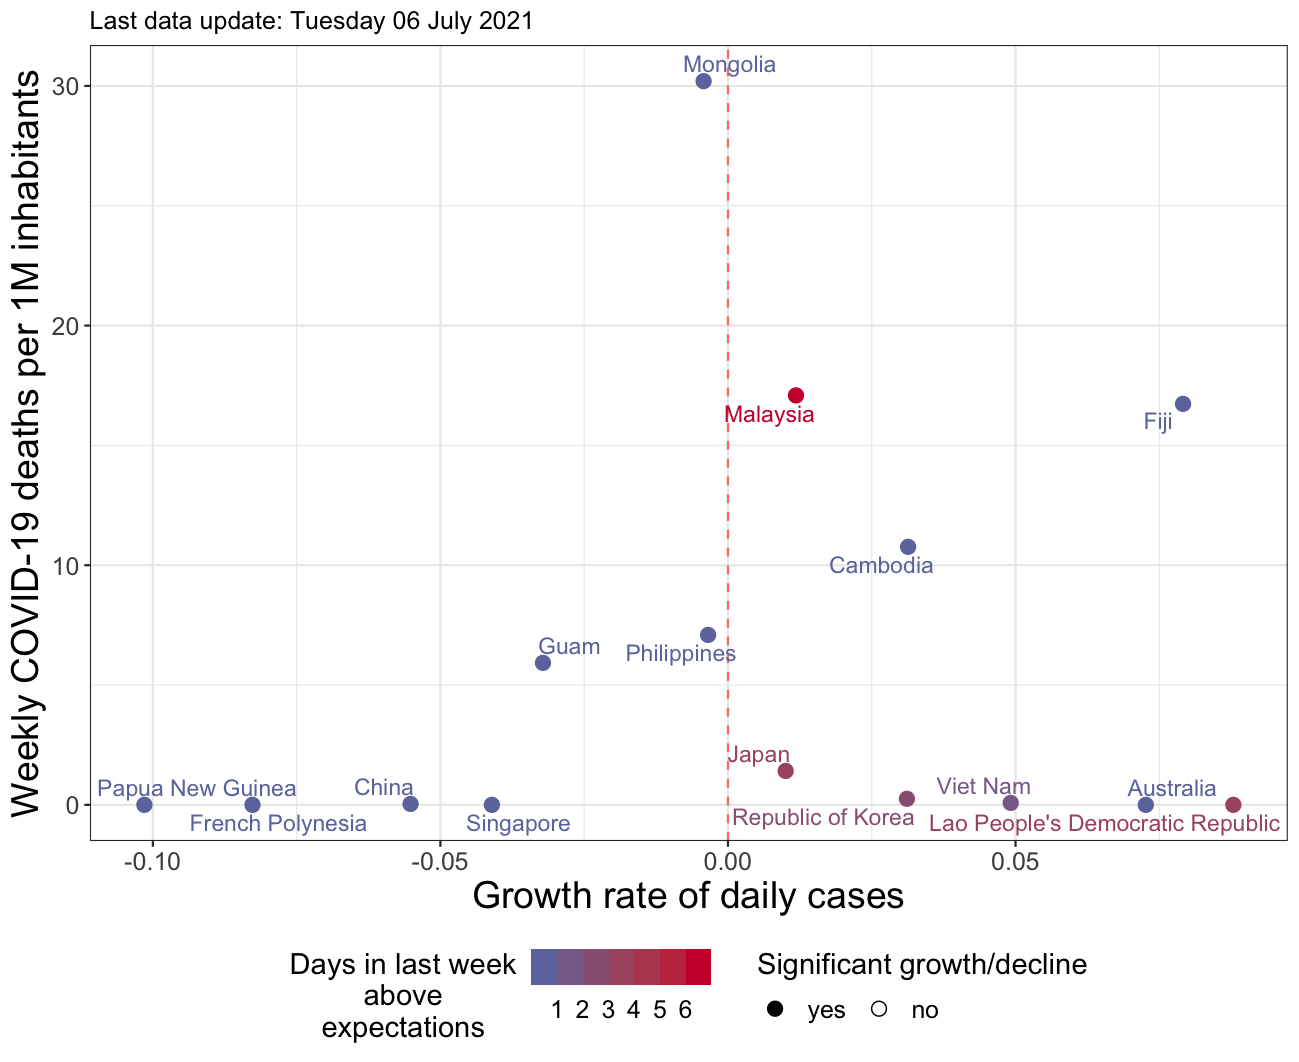 Last data update: Tuesday 06 July 2021
Weekly COVID-19 deaths per 1M inhabitants
30
20
10
0
Mongolia
Malaysia
Fiji
Cambodia
Guam
Philippines
Japan
Papua New Guinea
China
Viet Nam
Australia
French Polynesia
Singapore
Republic of Korea
Lao People's Democratic Republic
-0.10
-0.05
0.00
0.05
Growth rate of daily cases
Days in last week
above
expectations
1 2 3 4 5 6
Significant growth/decline
yes no